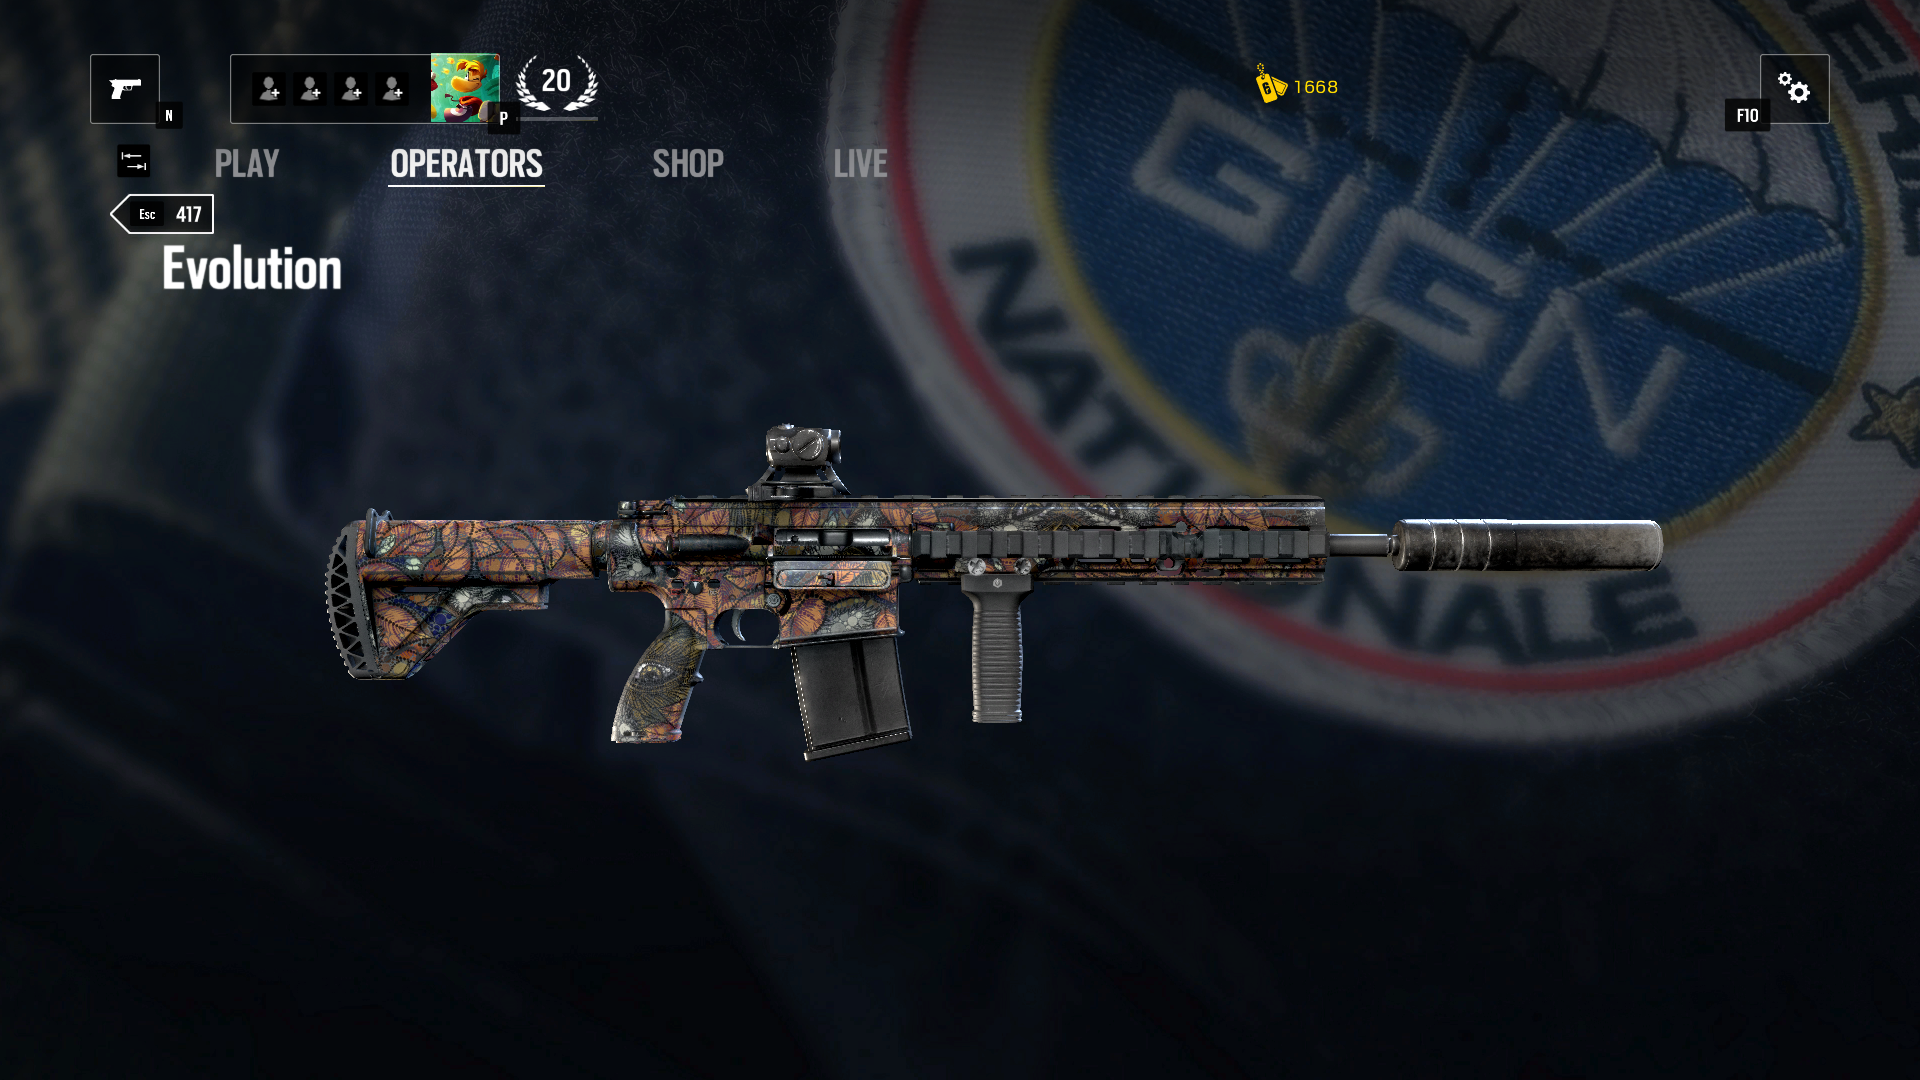 20
1668
N
P
F10
PLAY OPERATORS SHOP LIVE
Esc 417
Evolution
GIGN
NATIONALE